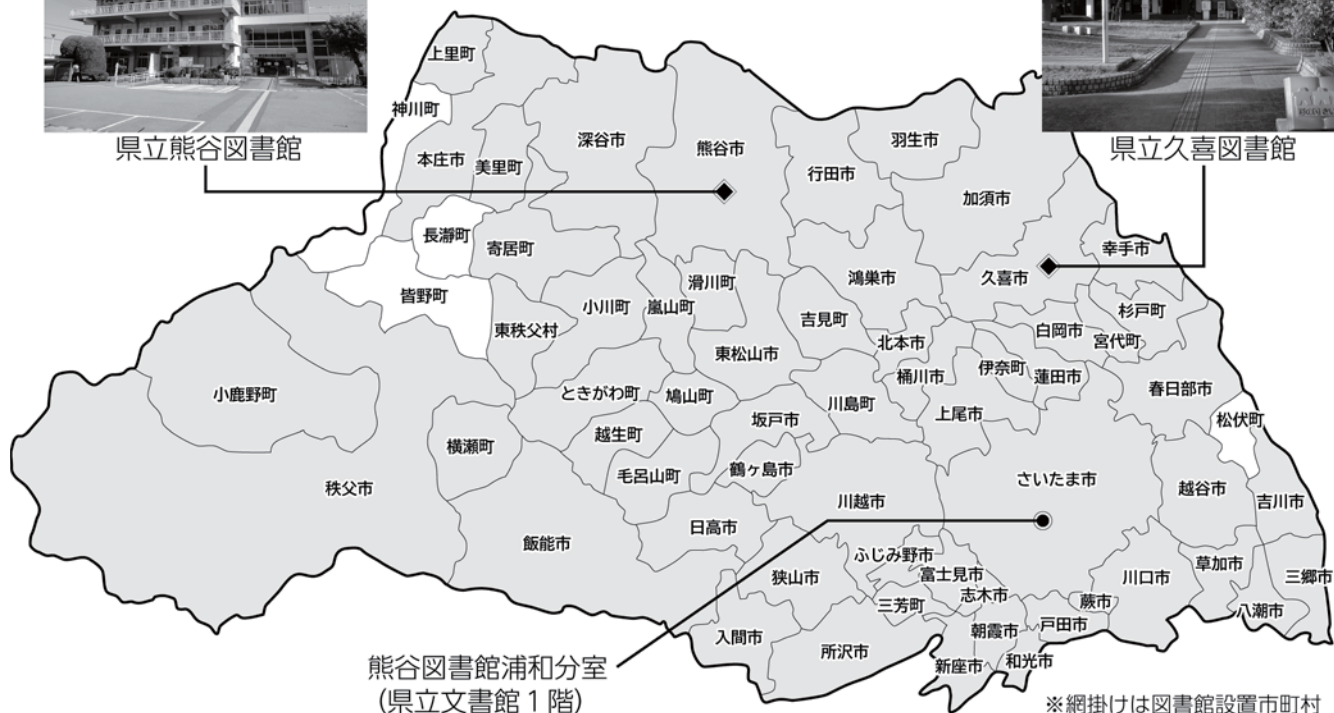 県立熊谷図書館
県立久喜図書館
上里町
神川町
本庄市
美里町
深谷市
熊谷市
行田市
羽生市
加須市
長瀞町
寄居町
皆野町
小川町
嵐山町
滑川町
吉見町
鴻巣市
久喜市
幸手市
杉戸町
白岡市
宮代町
東秩父村
東松山市
北本市
桶川市
伊奈町
蓮田市
春日部市
小鹿野町
ときがわ町
鳩山町
川島町
上尾市
松伏町
横瀬町
越生町
坂戸市
毛呂山町
鶴ヶ島市
秩父市
川越市
さいたま市
越谷市
吉川市
飯能市
日高市
狭山市
ふじみ野市
富士見市
三芳町
志木市
川口市
草加市
三郷市
蕨市
八潮市
入間市
所沢市
朝霞市
戸田市
新座市
和光市
熊谷図書館浦和分室
(県立文書館1階)
※網掛けは図書館設置市町村